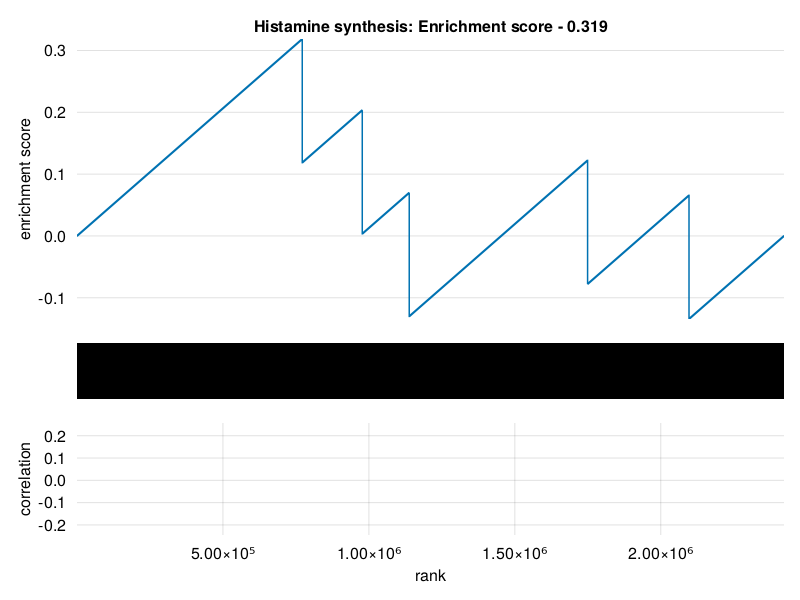 Histamine synthesis: Enrichment score - 0.319
0.3
0.2
0.1
0.0
-0.1
enrichment score
0.2
0.1
0.0
-0.1
-0.2
correlation
5.00×10⁵ 1.00×10⁶ 1.50×10⁶ 2.00×10⁶
rank